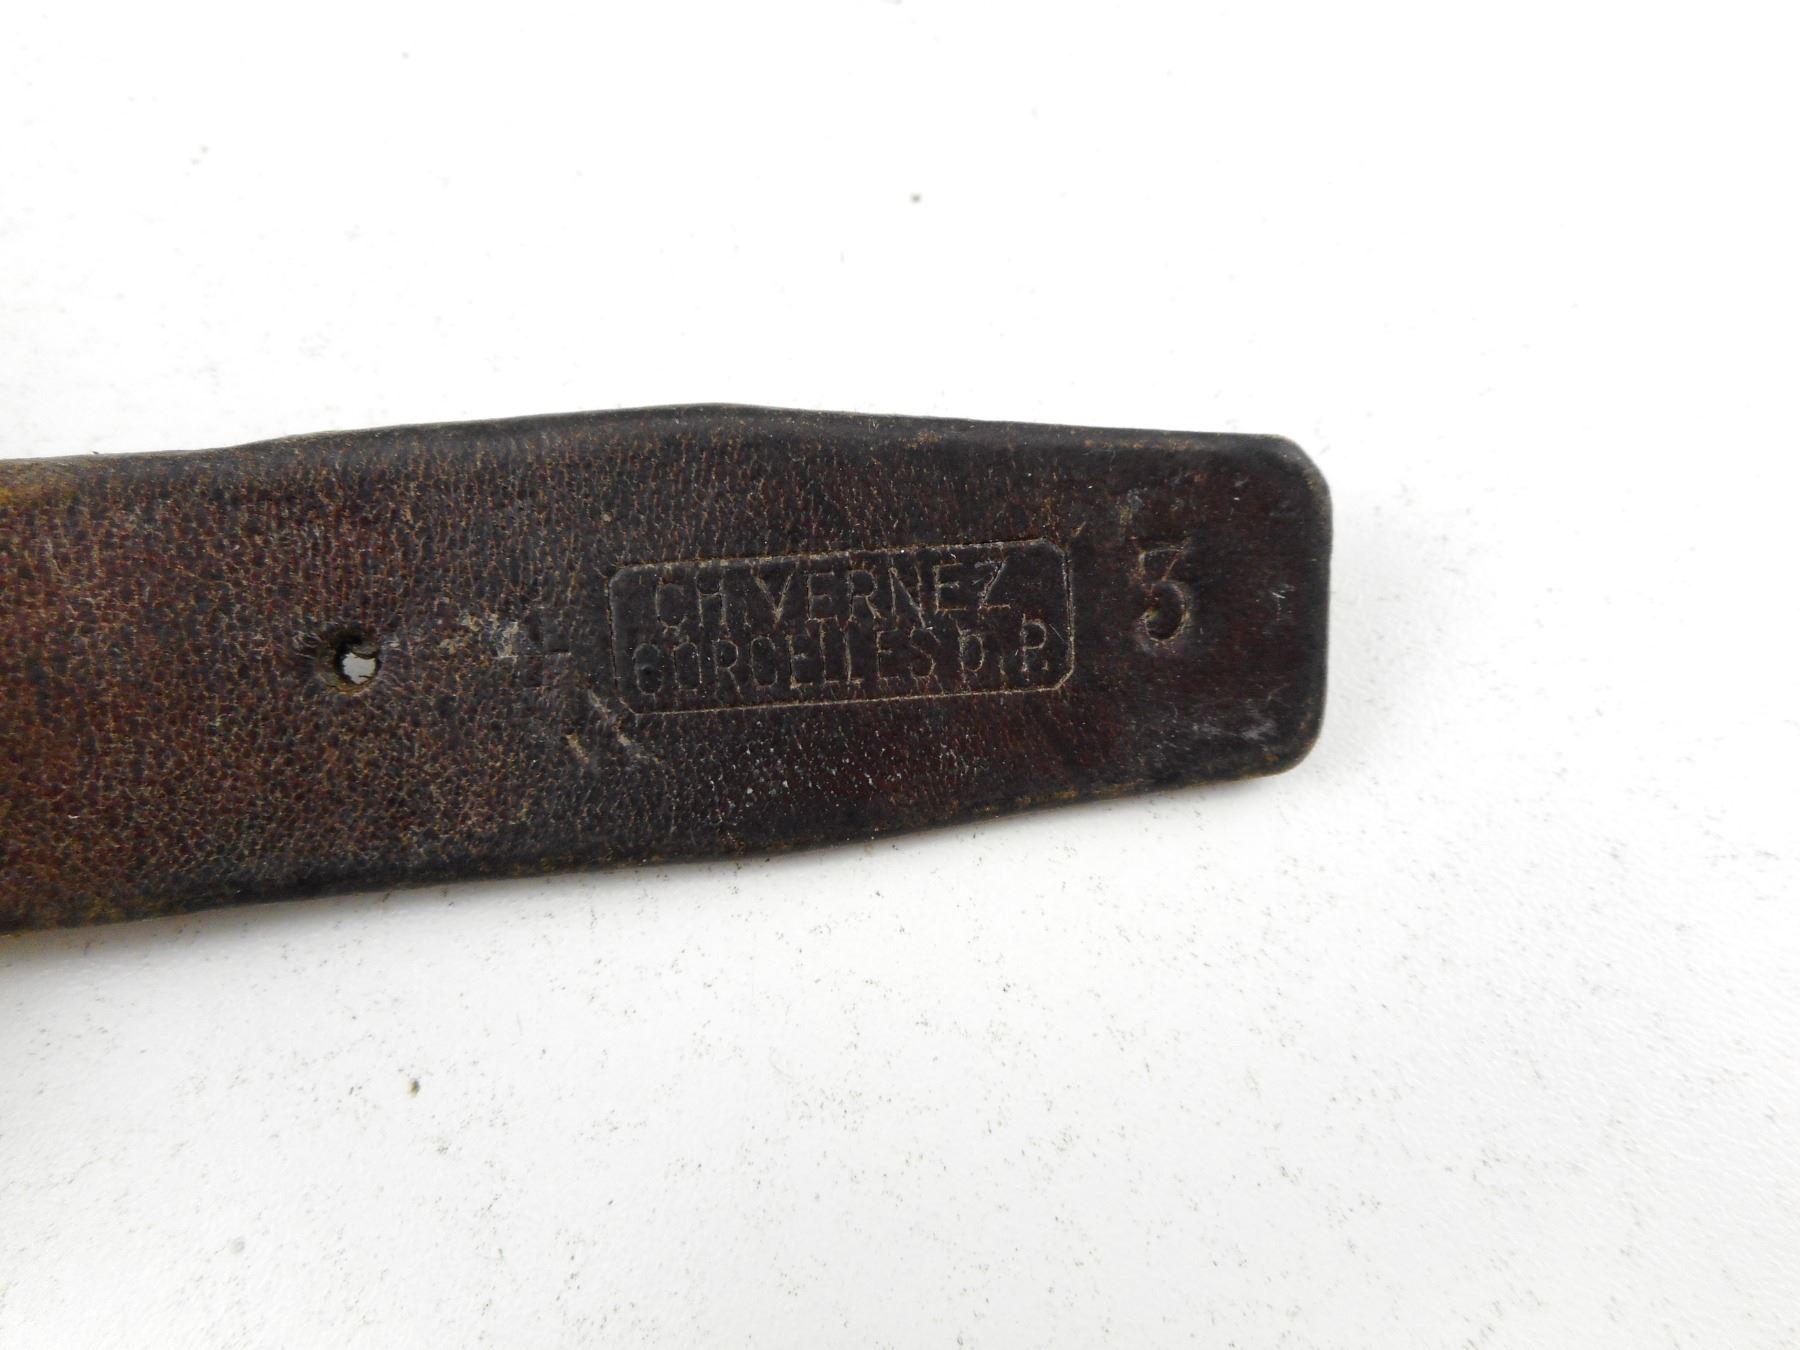 CH. VERNEZ
CORCELLES p. P.
3